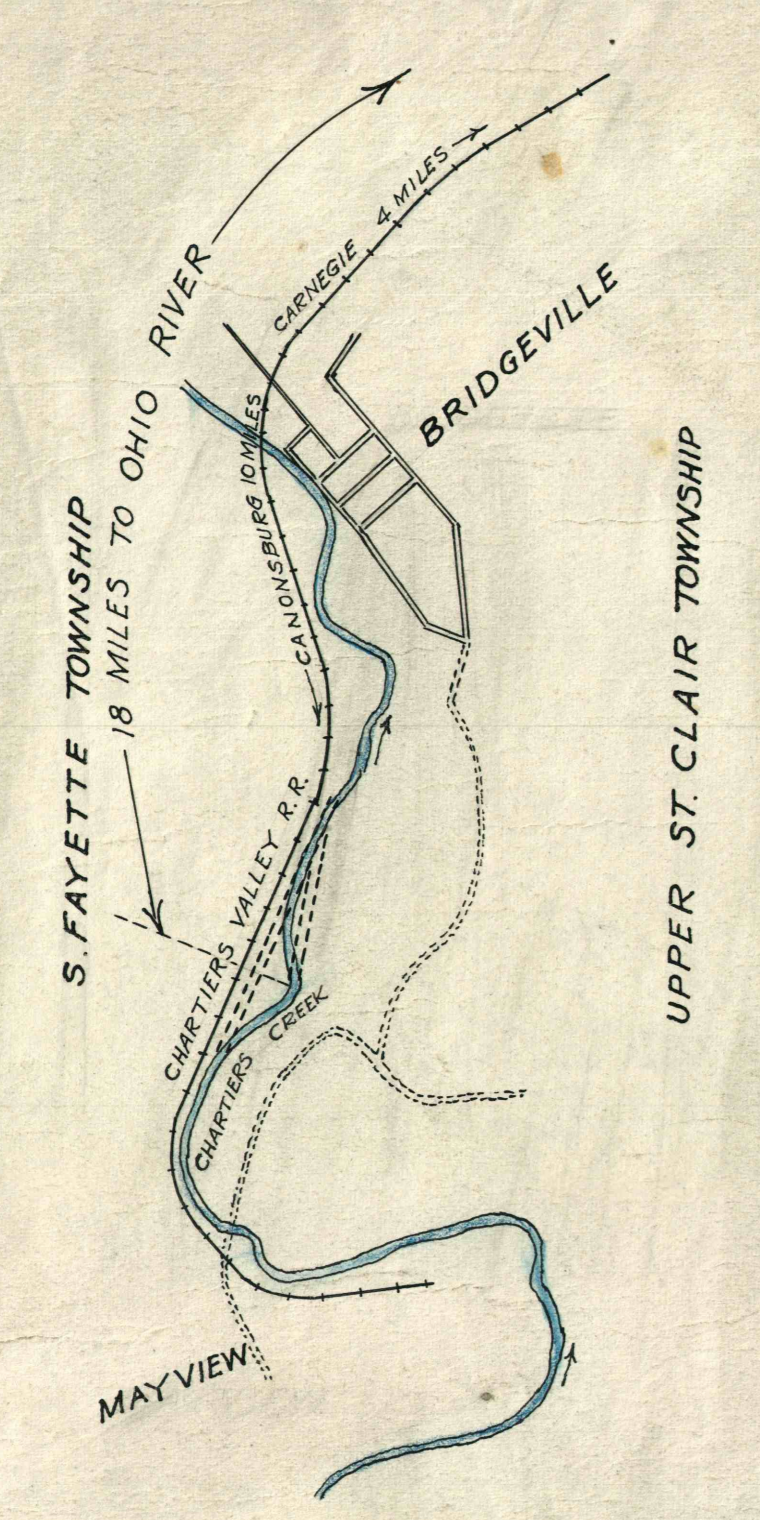 CARNEGIE 4 MILES
BRIDGEVILLE
18 MILES TO OHIO RIVER
CANONSBURG 10 MILES
S. FAYETTE TOWNSHIP
UPPER ST. CLAIR TOWNSHIP
CHARTIERS VALLEY R.R.
CHARTIERS CREEK
MAYVIEW